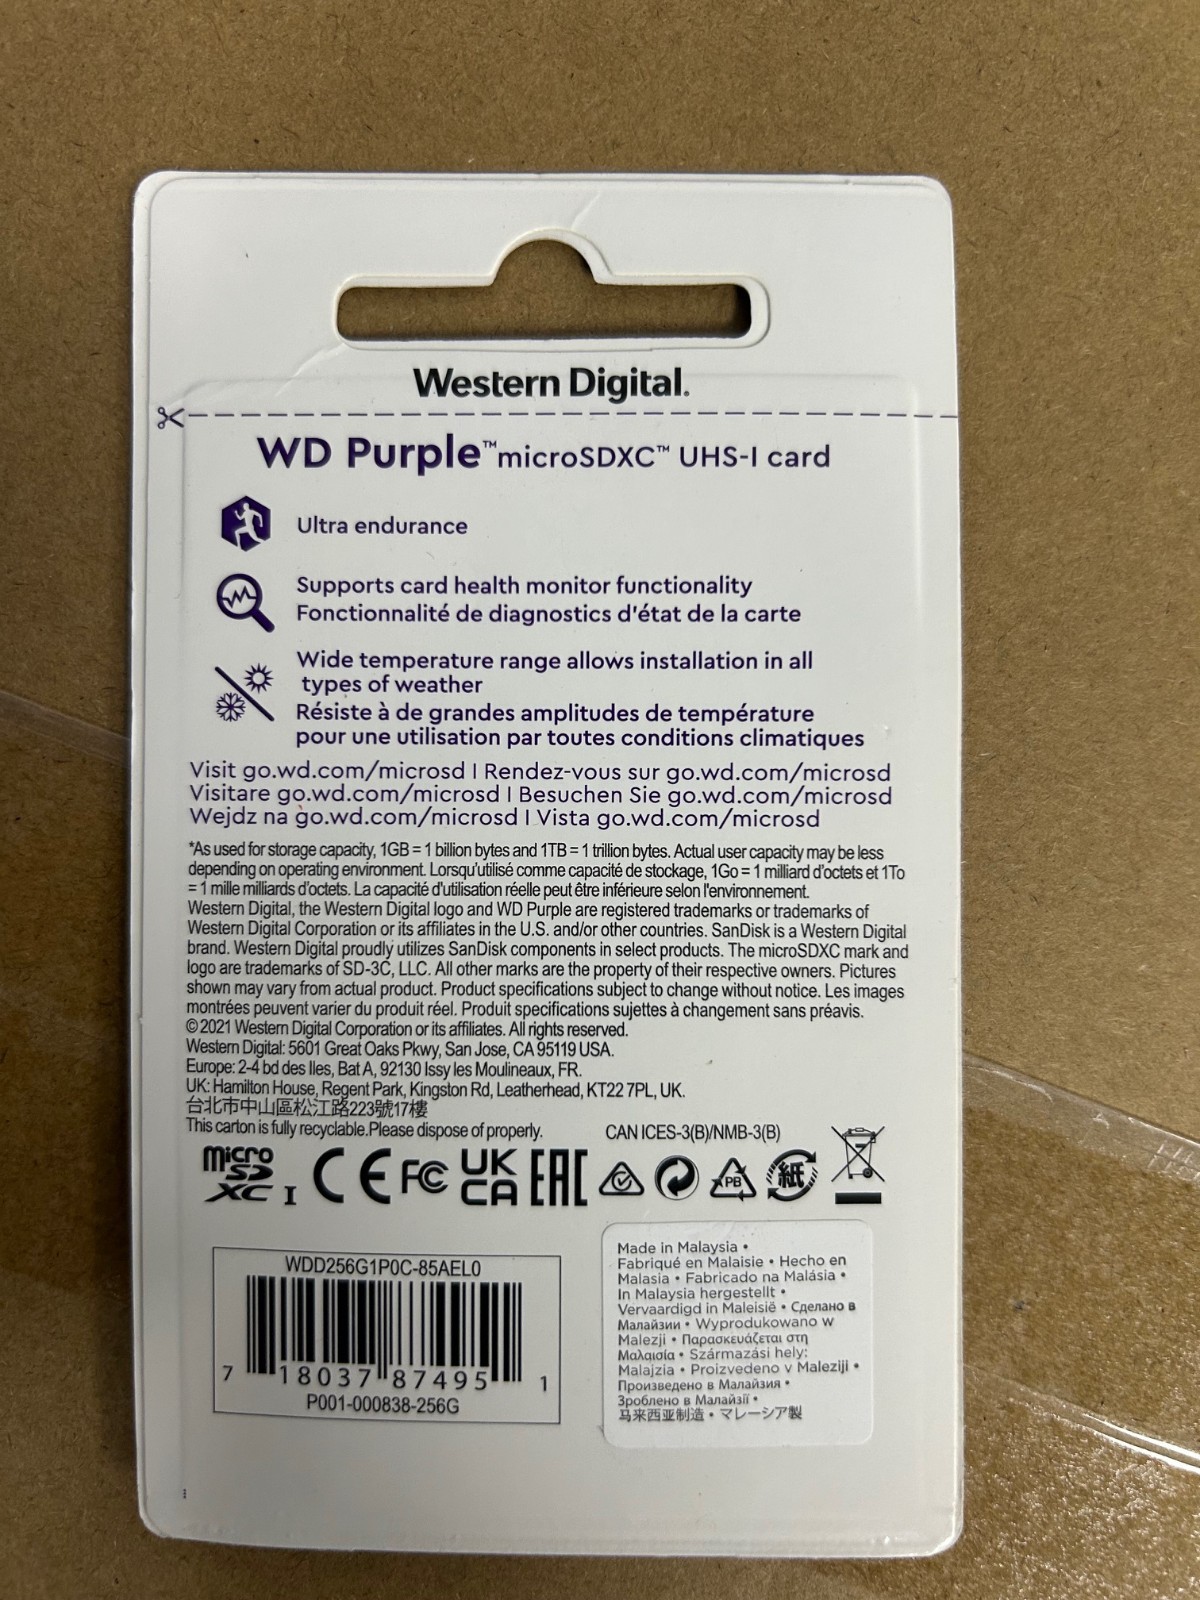 Western Digital®
WD Purple™ microSDXC™ UHS-I card
Ultra endurance
Supports card health monitor functionality
Fonctionnalité de diagnostics d'état de la carte
Wide temperature range allows installation in all
types of weather
Résiste à de grandes amplitudes de température
pour une utilisation par toutes conditions climatiques
Visit go.wd.com/microsd I Rendez-vous sur go.wd.com/microsd
Visitare go.wd.com/microsd I Besuchen Sie go.wd.com/microsd
Wejdz na go.wd.com/microsd I Vista go.wd.com/microsd
*As used for storage capacity, 1GB = 1 billion bytes and 1TB = 1 trillion bytes. Actual user capacity may be less
depending on operating environment. Lorsqu'utilisé comme capacité de stockage, 1Go = 1 milliard d'octets et 1To
= 1 mille milliards d'octets. La capacité d'utilisation réelle peut être inférieure selon l'environnement.
Western Digital, the Western Digital logo and WD Purple are registered trademarks or trademarks of
Western Digital Corporation or its affiliates in the U.S. and/or other countries. SanDisk is a Western Digital
brand. Western Digital proudly utilizes SanDisk components in select products. The microSDXC mark and
logo are trademarks of SD-3C, LLC. All other marks are the property of their respective owners. Pictures
shown may vary from actual product. Product specifications subject to change without notice. Les images
montrées peuvent varier du produit réel. Produit specifications sujettes à changement sans préavis.
© 2021 Western Digital Corporation or its affiliates. All rights reserved.
Western Digital: 5601 Great Oaks Pkwy, San Jose, CA 95119 USA.
Europe: 2-4 bd des Iles, Bat A, 92130 Issy les Moulineaux, FR.
UK: Hamilton House, Regent Park, Kingston Rd, Leatherhead, KT22 7PL, UK.
台北市中山區松江路223號17樓
This carton is fully recyclable.Please dispose of properly.
CAN ICES-3(B)/NMB-3(B)
micro SD XC I CE FC UK CA EAC PB 紙
WDD256G1P0C-85AEL0
7 18037 87495 1
P001-000838-256G
Made in Malaysia •
Fabriqué en Malaisie • Hecho en
Malasia • Fabricado na Malásia •
In Malaysia hergestellt •
Vervaardigd in Maleisië • Сделано в
Малайзии • Wyprodukowano w
Malezji • Παρασκευάζεται στη
Μαλαισία • Származási hely:
Malajzia • Proizvedeno v Maleziji •
Произведено в Малайзия •
Зроблено в Малайзії •
马来西亚制造 • マレーシア製